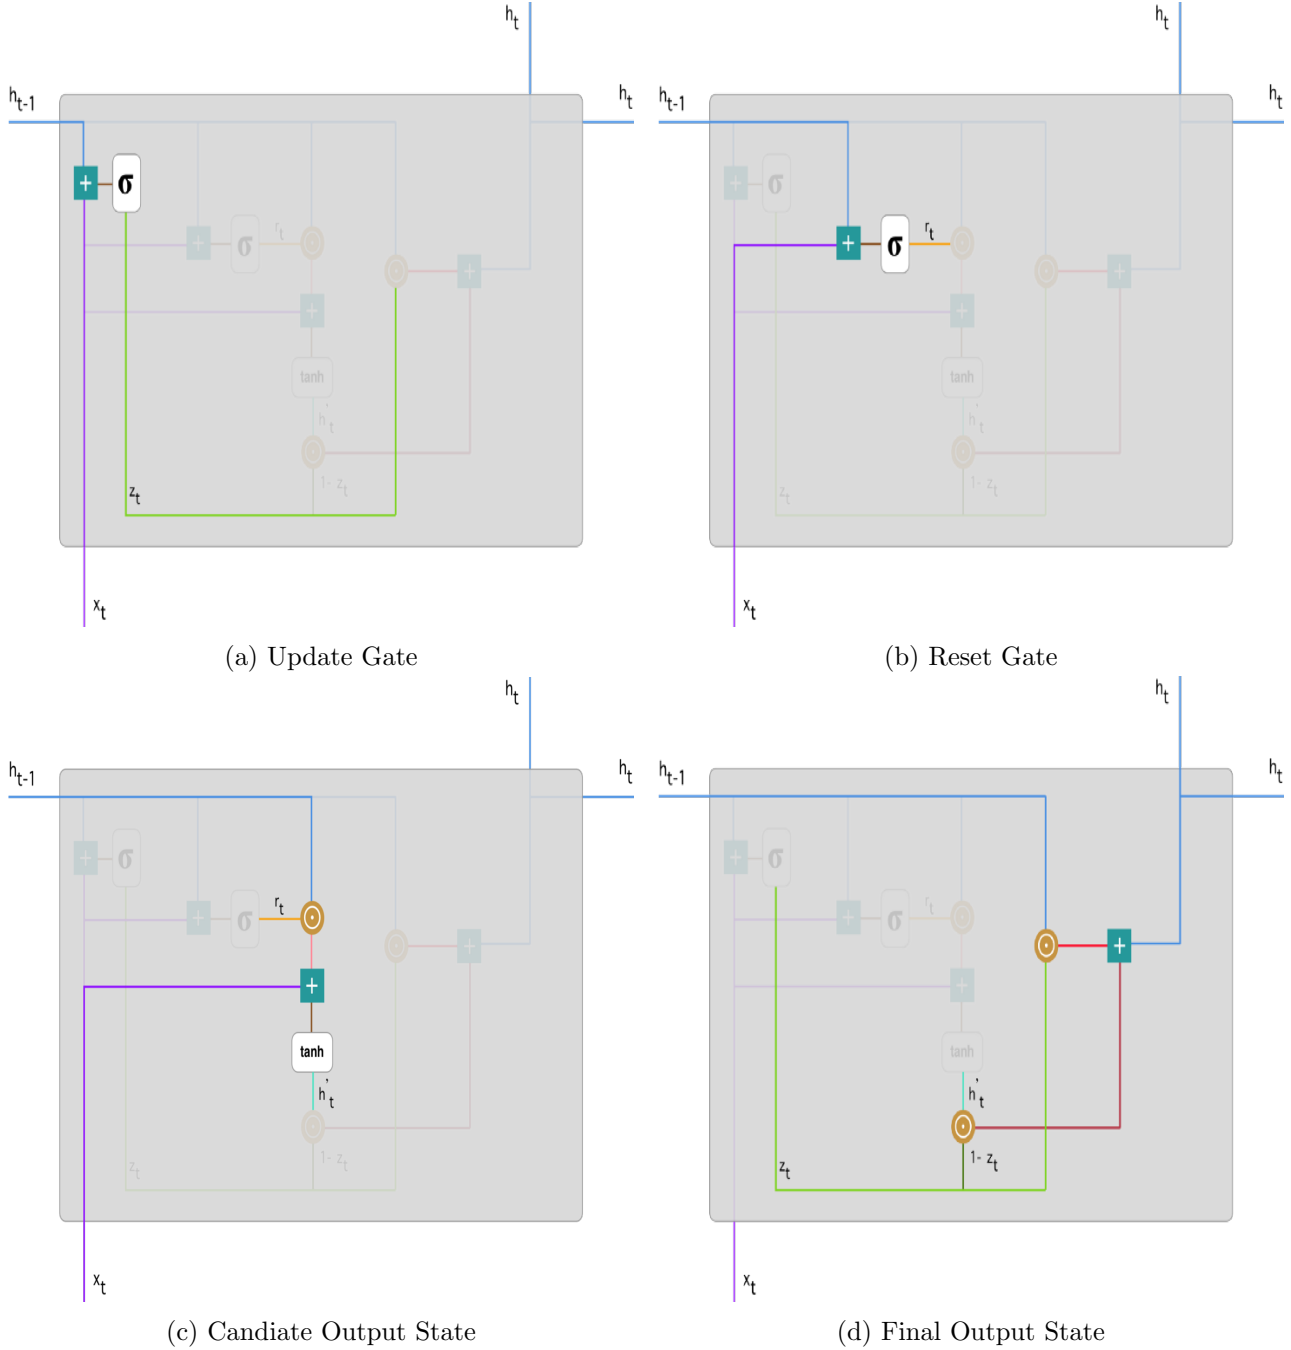 h_t
h_{t-1}
h_t
+
σ
+
σ
r_t
+
+
tanh
h'_t
z_t
1- z_t
x_t
(a) Update Gate
h_t
h_{t-1}
h_t
+
σ
+
σ
r_t
+
+
tanh
h'_t
z_t
1- z_t
x_t
(b) Reset Gate
h_t
h_{t-1}
h_t
+
σ
+
σ
r_t
+
+
tanh
h'_t
z_t
1- z_t
x_t
(c) Candiate Output State
h_t
h_{t-1}
h_t
+
σ
+
σ
r_t
+
+
tanh
h'_t
z_t
1- z_t
x_t
(d) Final Output State